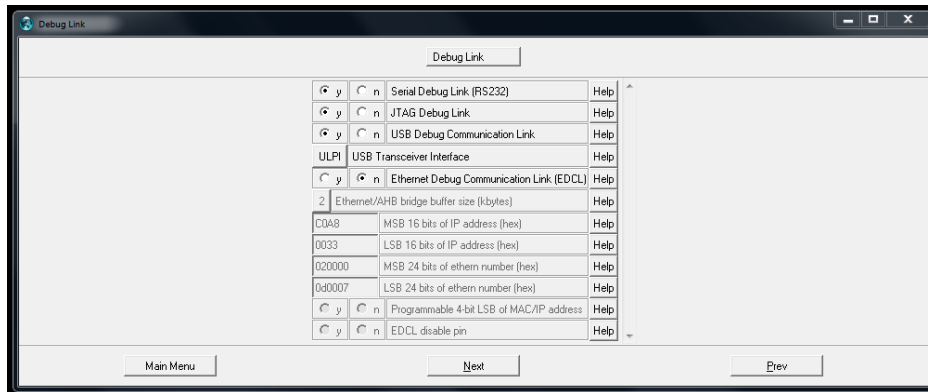 Debug Link
Debug Link
y n Serial Debug Link (RS232) Help
y n JTAG Debug Link Help
y n USB Debug Communication Link Help
ULPI USB Transceiver Interface Help
y n Ethernet Debug Communication Link (EDCL) Help
2 Ethernet/AHB bridge buffer size (kbytes) Help
C0A8 MSB 16 bits of IP address (hex) Help
0033 LSB 16 bits of IP address (hex) Help
020000 MSB 24 bits of ethern number (hex) Help
0d0007 LSB 24 bits of ethern number (hex) Help
y n Programmable 4-bit LSB of MAC/IP address Help
y n EDCL disable pin Help
Main Menu Next Prev